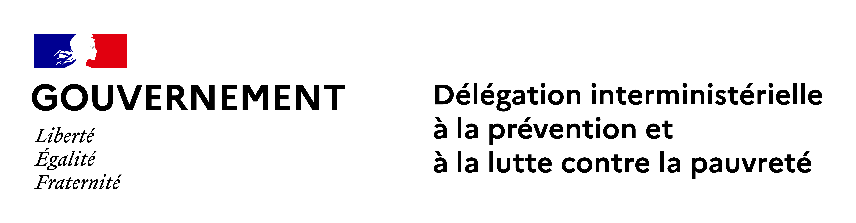 GOUVERNEMENT
Liberté
Égalité
Fraternité
Délégation interministérielle
à la prévention et
à la lutte contre la pauvreté